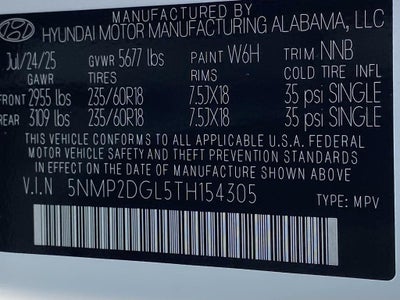 MANUFACTURED BY
HYUNDAI MOTOR MANUFACTURING ALABAMA, LLC
Jul/24/25 GVWR 5677 lbs PAINT W6H TRIM NNB
GAWR TIRES RIMS COLD TIRE INFL
FRONT 2955 lbs 235/60R18 7.5JX18 35 psi SINGLE
REAR 3109 lbs 235/60R18 7.5JX18 35 psi SINGLE
THIS VEHICLE CONFORMS TO ALL APPLICABLE U.S.A. FEDERAL
MOTOR VEHICLE SAFETY AND THEFT PREVENTION STANDARDS
IN EFFECT ON THE DATE OF MANUFACTURE SHOWN ABOVE
V.I.N 5NMP2DGL5TH154305 TYPE: MPV